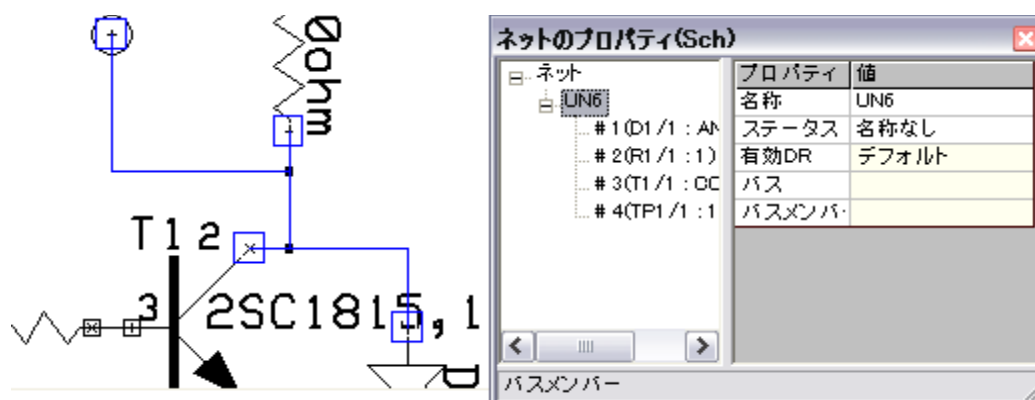 0ohm
T1 2
3
2SC1815,1
D
ネットのプロパティ(Sch)
ネット
UN6
#1(D1/1 : AN
#2(R1/1 :1)
#3(T1/1 : CO
#4(TP1/1 :1
プロパティ 値
名称 UN6
ステータス 名称なし
有効DR デフォルト
バス
バスメンバ・
バスメンバー